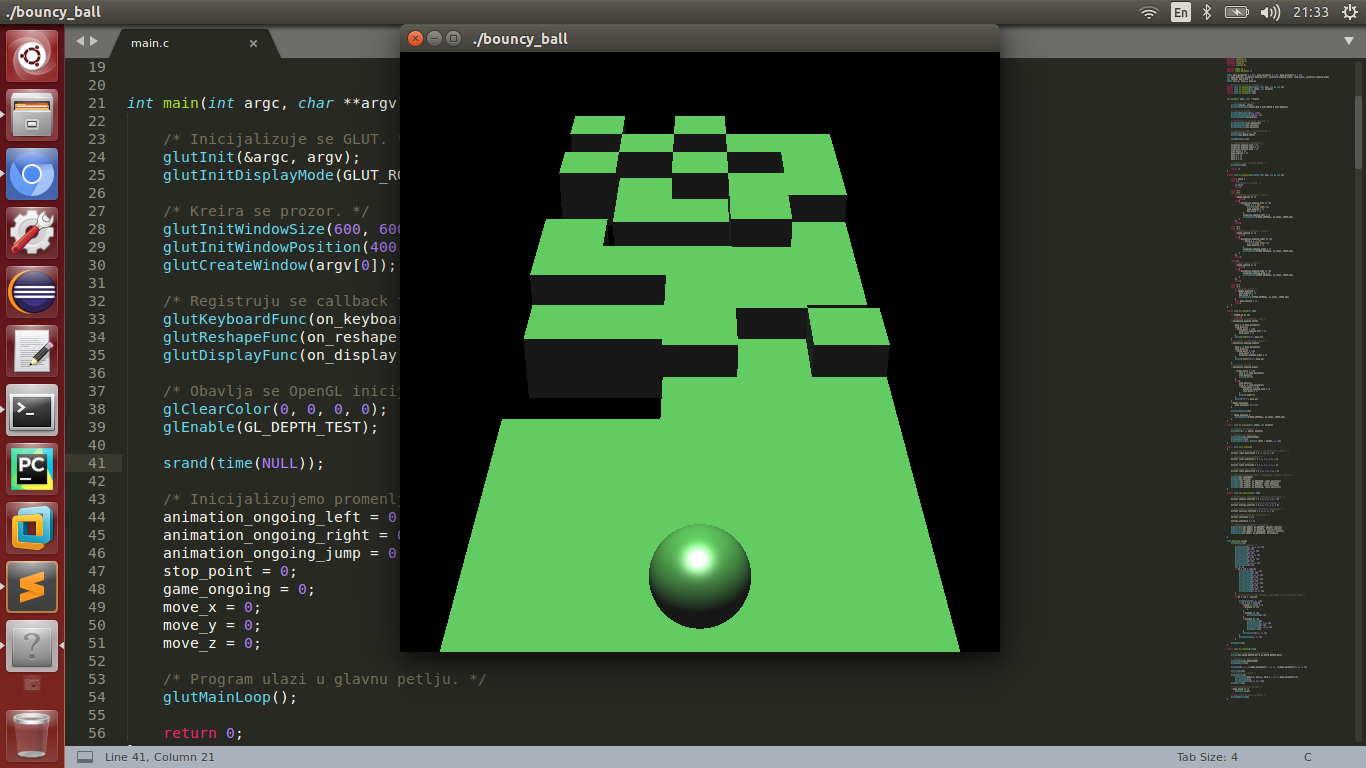 ./bouncy_ball
En
21:33
main.c
./bouncy_ball
19
20
21 int main(int argc, char **argv
22
23 /* Inicijalizuje se GLUT.
24 glutInit(&argc, argv);
25 glutInitDisplayMode(GLUT_
26
27 /* Kreira se prozor. */
28 glutInitWindowSize(600, 600
29 glutInitWindowPosition(400
30 glutCreateWindow(argv[0]);
31
32 /* Registruju se callback
33 glutKeyboardFunc(on_keyboa
34 glutReshapeFunc(on_reshape
35 glutDisplayFunc(on_display
36
37 /* Obavlja se OpenGL inicij
38 glClearColor(0, 0, 0, 0);
39 glEnable(GL_DEPTH_TEST);
40
41 srand(time(NULL));
42
43 /* Inicijalizujemo promenl
44 animation_ongoing_left = 0
45 animation_ongoing_right = 0
46 animation_ongoing_jump = 0
47 stop_point = 0;
48 game_ongoing = 0;
49 move_x = 0;
50 move_y = 0;
51 move_z = 0;
52
53 /* Program ulazi u glavnu petlju. */
54 glutMainLoop();
55
56 return 0;
PC
Line 41, Column 21
Tab Size: 4
C